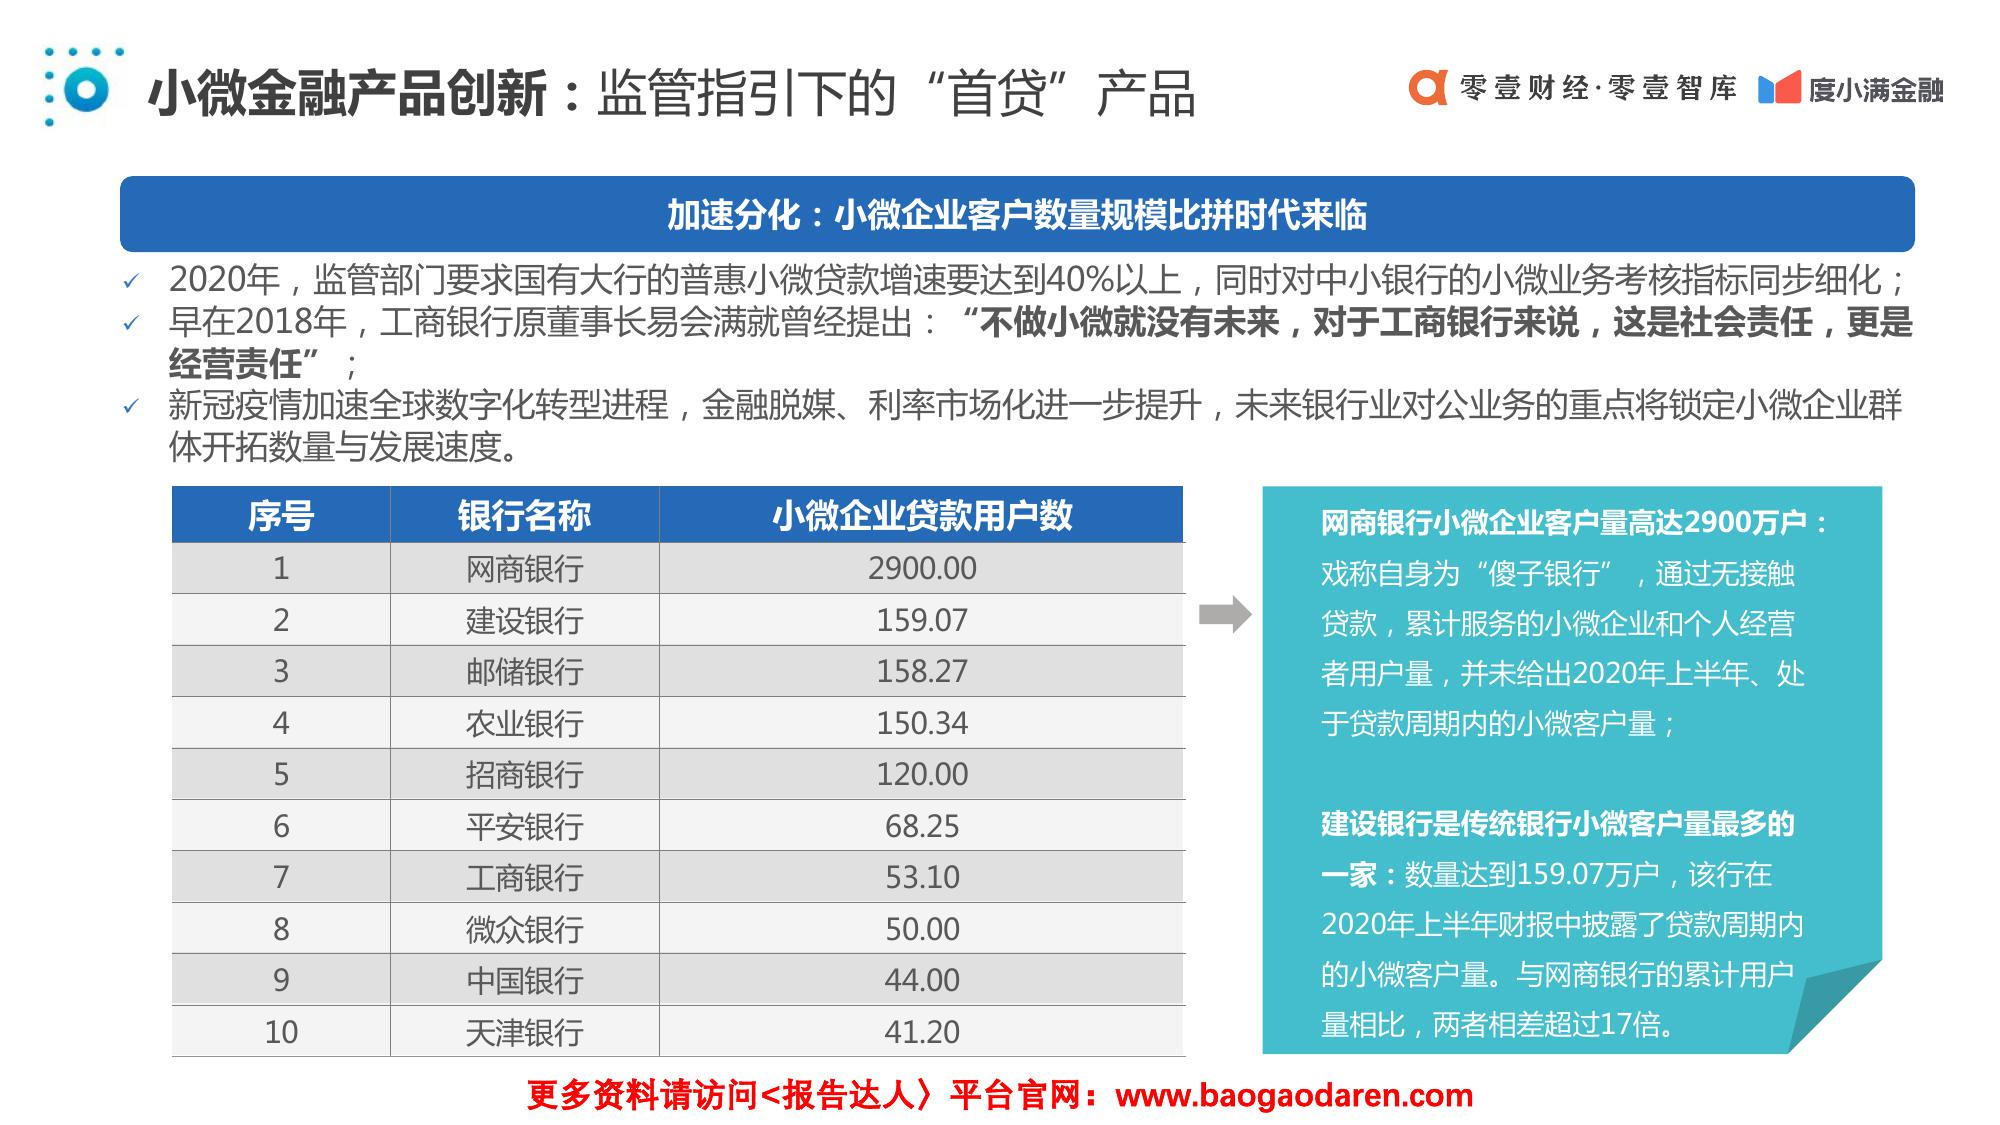 小微金融产品创新：监管指引下的“首贷”产品
零壹财经·零壹智库 度小满金融
加速分化：小微企业客户数量规模比拼时代来临
✓ 2020年，监管部门要求国有大行的普惠小微贷款增速要达到40%以上，同时对中小银行的小微业务考核指标同步细化；
✓ 早在2018年，工商银行原董事长易会满就曾经提出：“不做小微就没有未来，对于工商银行来说，这是社会责任，更是
经营责任”；
✓ 新冠疫情加速全球数字化转型进程，金融脱媒、利率市场化进一步提升，未来银行业对公业务的重点将锁定小微企业群
体开拓数量与发展速度。
序号 银行名称 小微企业贷款用户数
1 网商银行 2900.00
2 建设银行 159.07
3 邮储银行 158.27
4 农业银行 150.34
5 招商银行 120.00
6 平安银行 68.25
7 工商银行 53.10
8 微众银行 50.00
9 中国银行 44.00
10 天津银行 41.20
网商银行小微企业客户量高达2900万户：
戏称自身为“傻子银行”，通过无接触
贷款，累计服务的小微企业和个人经营
者用户量，并未给出2020年上半年、处
于贷款周期内的小微客户量；
建设银行是传统银行小微客户量最多的
一家：数量达到159.07万户，该行在
2020年上半年财报中披露了贷款周期内
的小微客户量。与网商银行的累计用户
量相比，两者相差超过17倍。
更多资料请访问<报告达人〉平台官网：www.baogaodaren.com